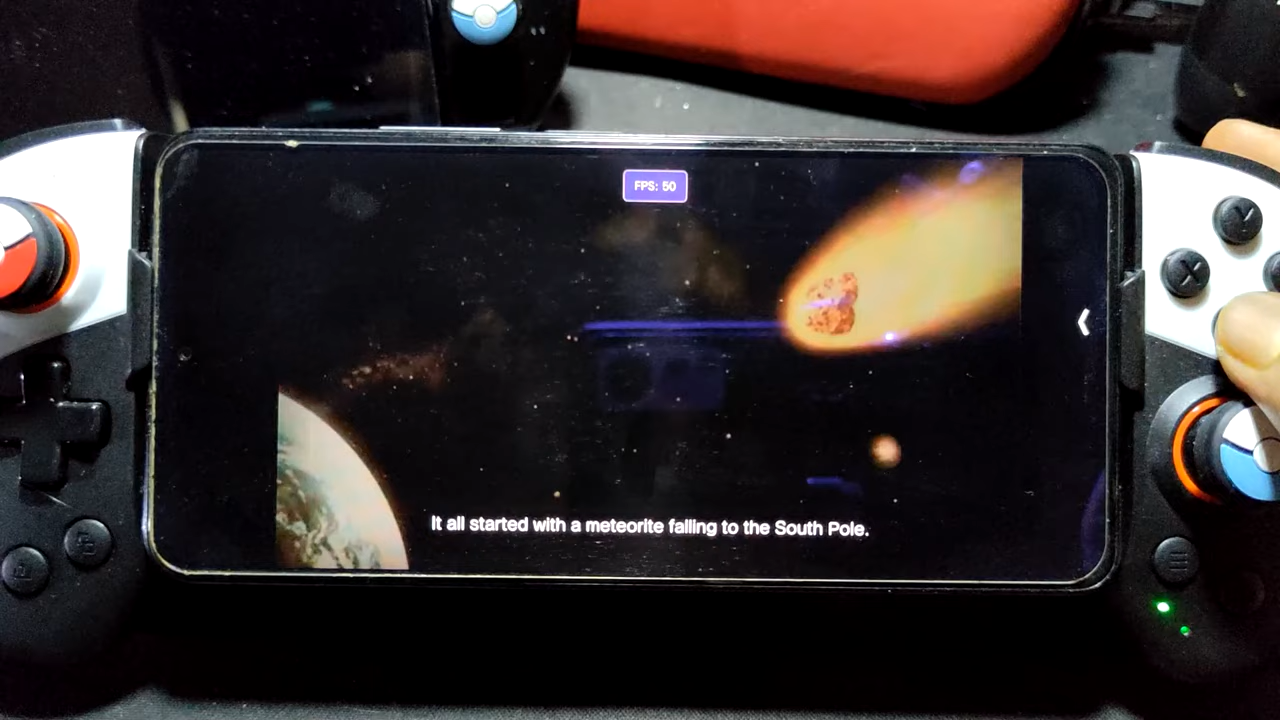 FPS: 50
Y
X
It all started with a meteorite falling to the South Pole.